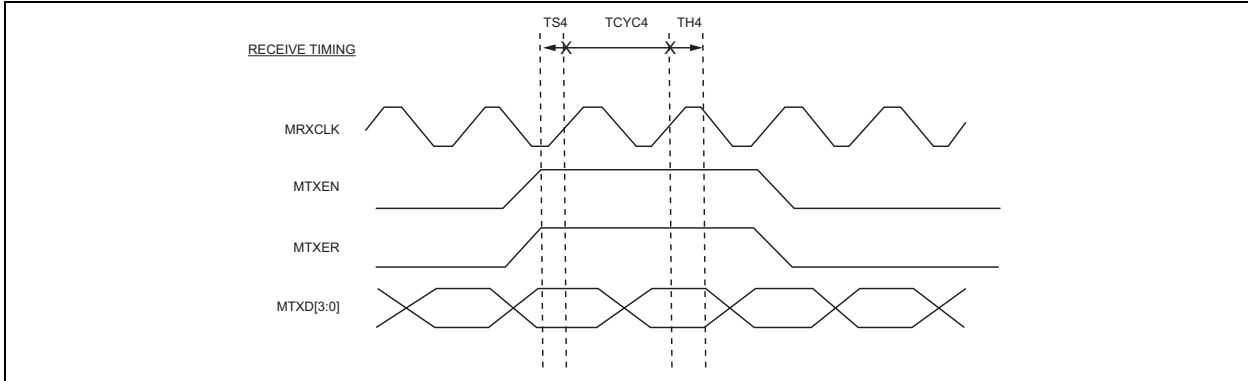 TS4 TCYC4 TH4
RECEIVE TIMING
MRXCLK
MTXEN
MTXER
MTXD[3:0]